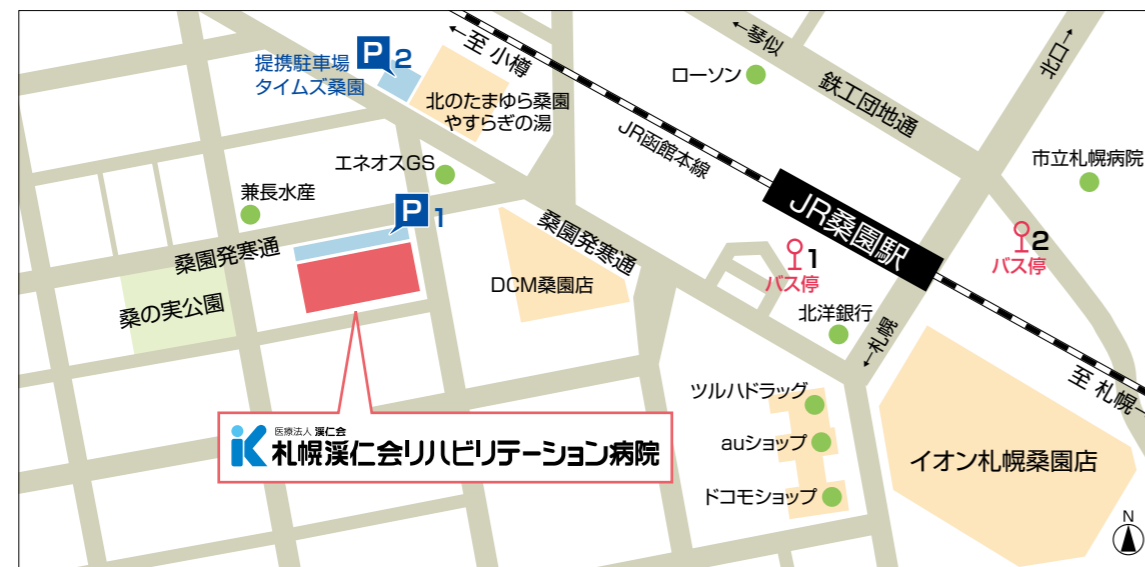 ←琴似
←至 小樽
P 2
提携駐車場
タイムズ桑園
北のたまゆら桑園
やすらぎの湯
ローソン
鉄工団地通
→北口
JR函館本線
市立札幌病院
エネオスGS
兼長水産
P 1
JR桑園駅
桑園発寒通
桑園発寒通
1
バス停
2
バス停
DCM桑園店
桑の実公園
北洋銀行
←札幌
至 札幌→
ツルハドラッグ
auショップ
ドコモショップ
イオン札幌桑園店
医療法人 渓仁会
札幌渓仁会リハビリテーション病院
N